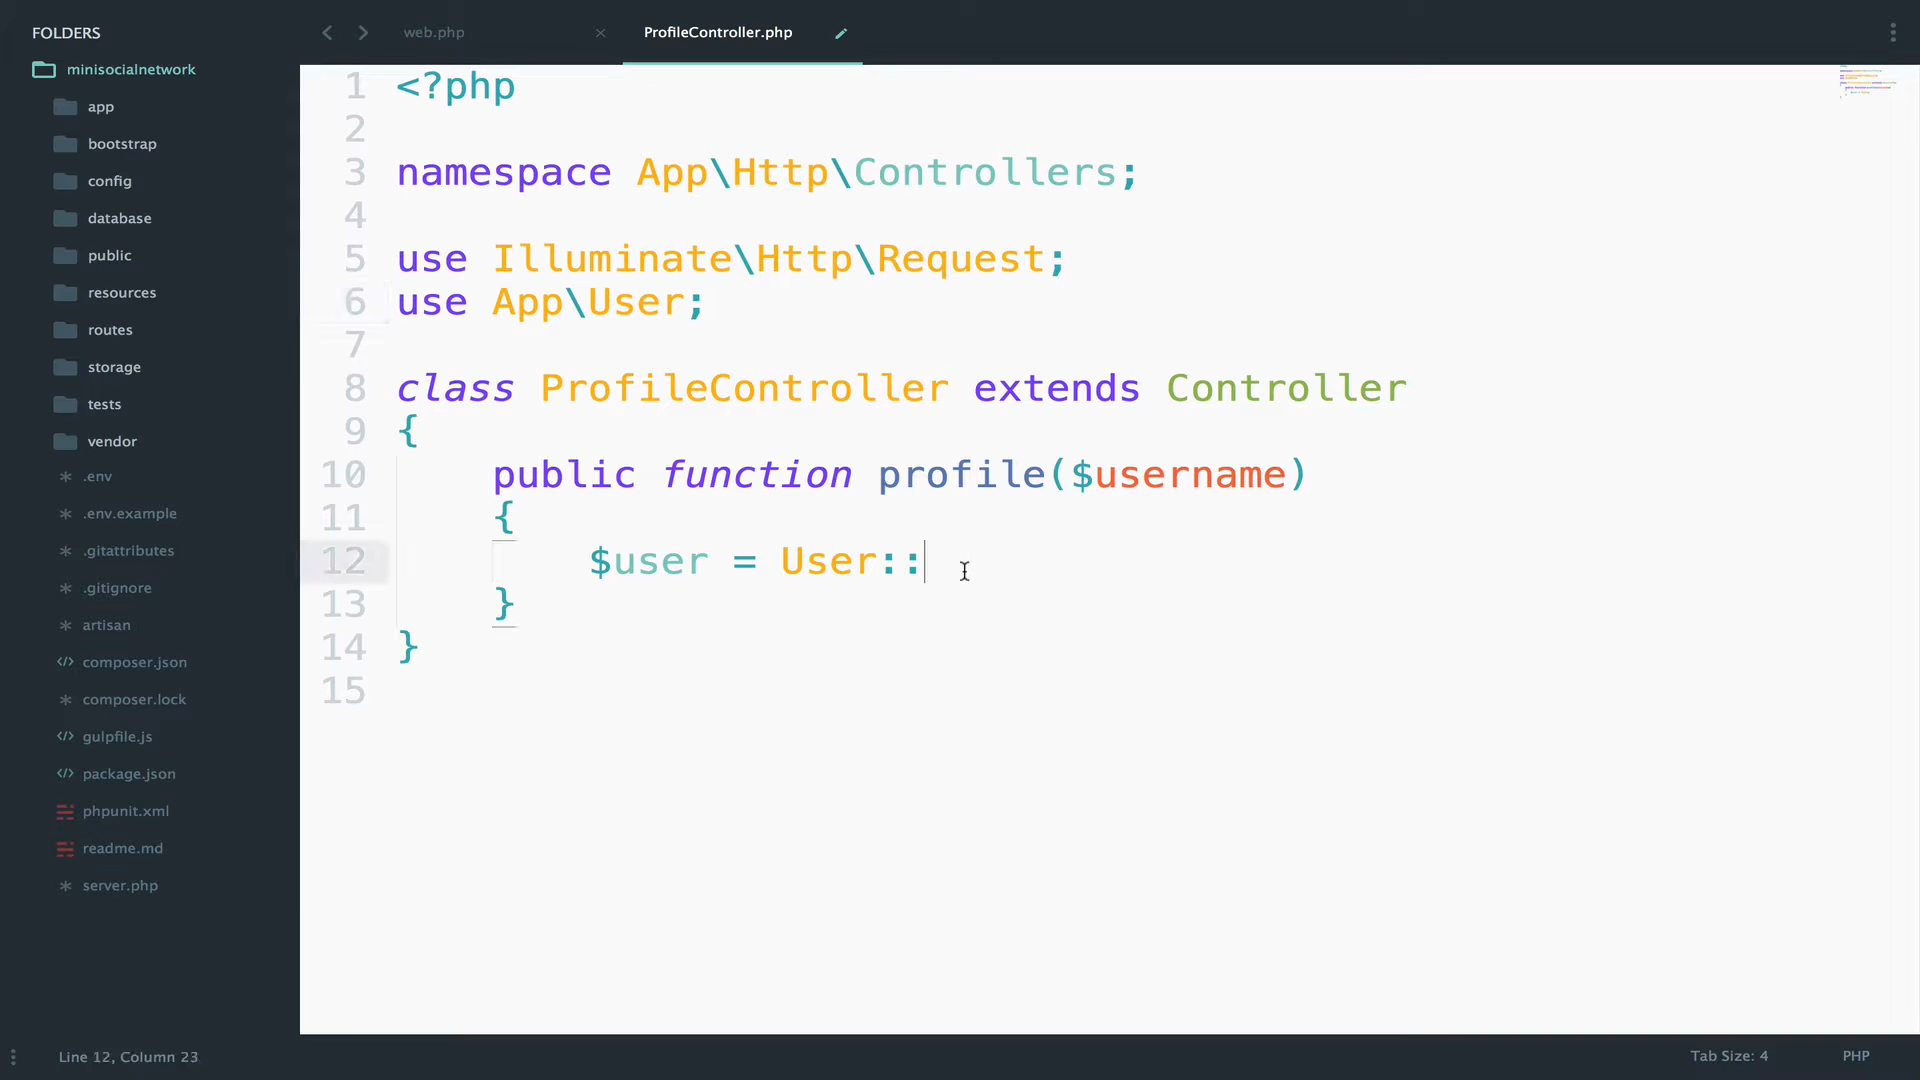 FOLDERS
minisocialnetwork
app
bootstrap
config
database
public
resources
routes
storage
tests
vendor
.env
.env.example
.gitattributes
.gitignore
artisan
composer.json
composer.lock
gulpfile.js
package.json
phpunit.xml
readme.md
server.php
web.php
ProfileController.php
1 <?php
2
3 namespace App\Http\Controllers;
4
5 use Illuminate\Http\Request;
6 use App\User;
7
8 class ProfileController extends Controller
9 {
10 public function profile($username)
11 {
12 $user = User::
13 }
14 }
15
Line 12, Column 23
Tab Size: 4
PHP